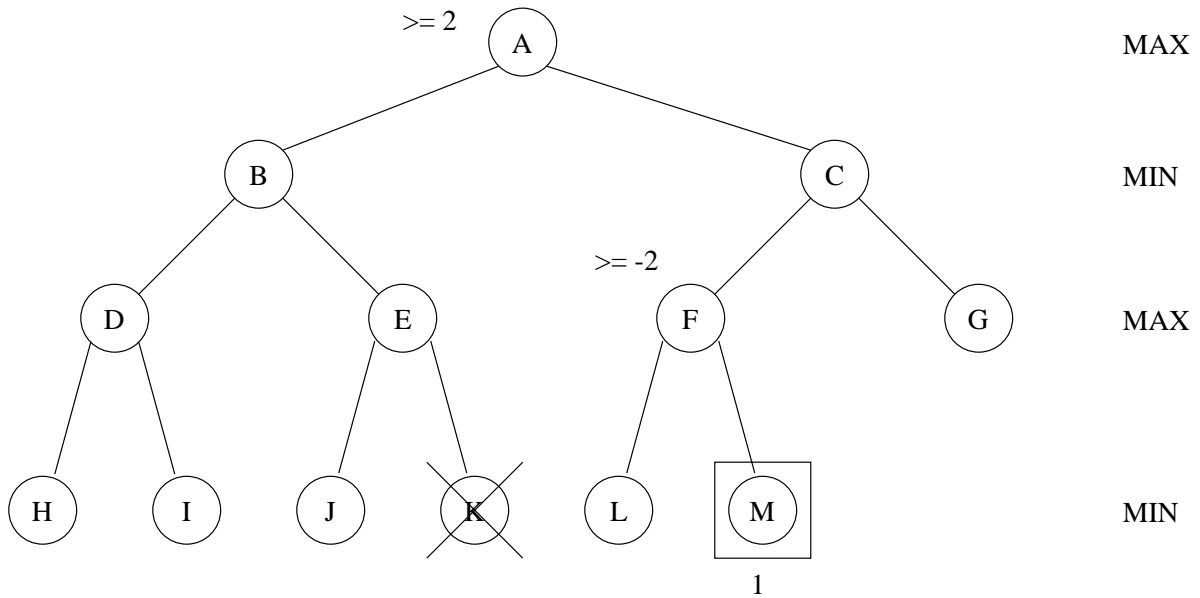 >= 2 A MAX
B C MIN
>= -2
D E F G MAX
H I J K L M MIN
1